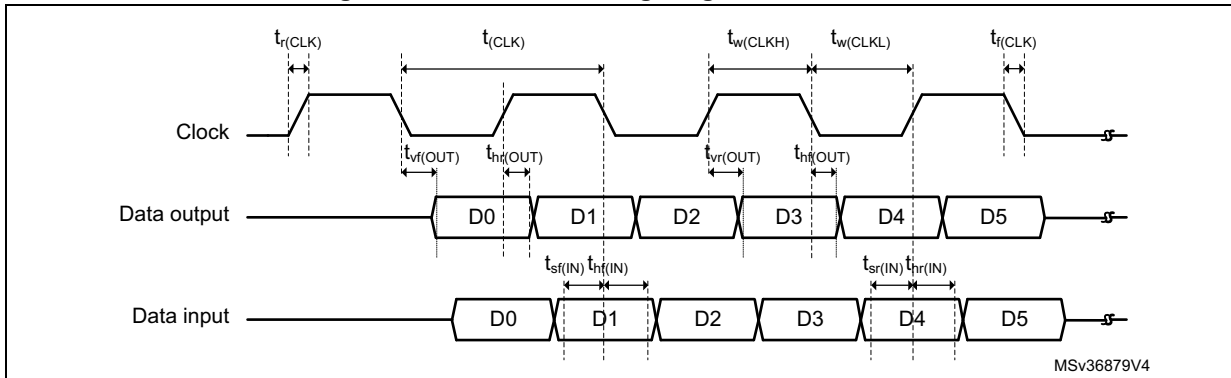 tr(CLK) t(CLK) tw(CLKH) tw(CLKL) tf(CLK)
Clock
tvf(OUT) thr(OUT) tvr(OUT) thf(OUT)
Data output D0 D1 D2 D3 D4 D5
tsf(IN) thf(IN) tsr(IN) thr(IN)
Data input D0 D1 D2 D3 D4 D5
MSv36879V4